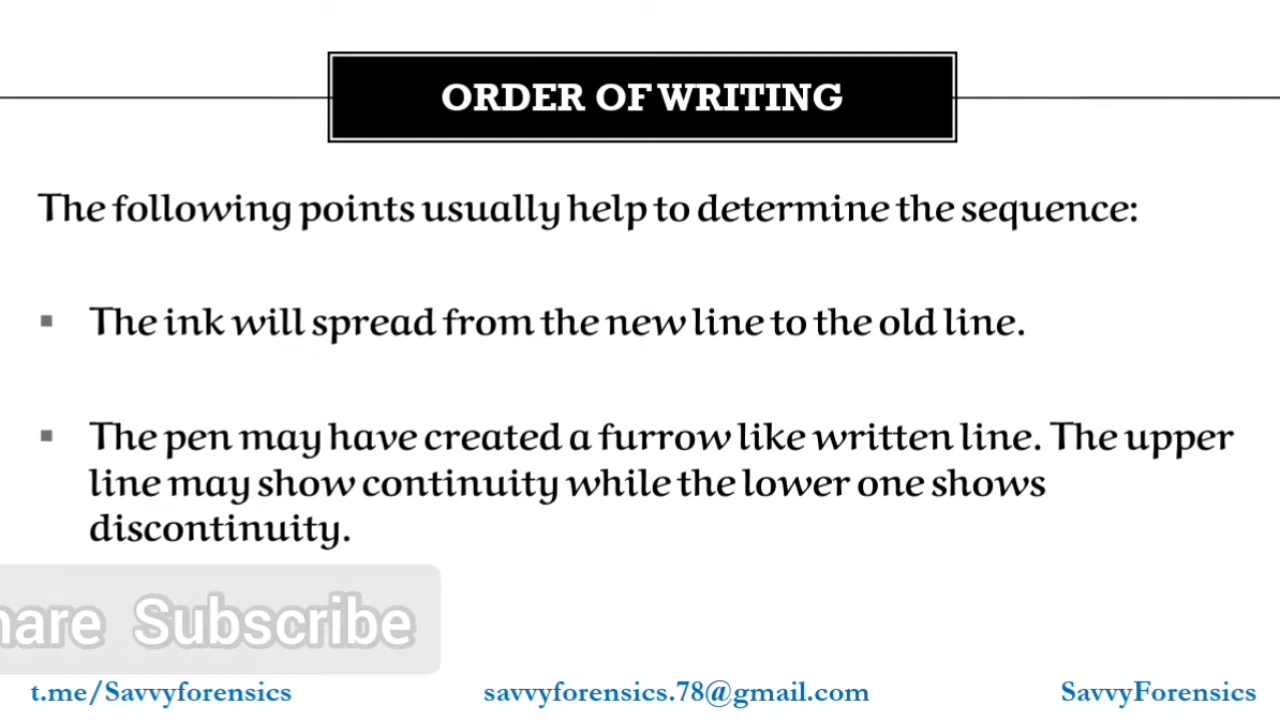 ORDER OF WRITING
The following points usually help to determine the sequence:
▪ The ink will spread from the new line to the old line.
▪ The pen may have created a furrow like written line. The upper
line may show continuity while the lower one shows
discontinuity.
Subscribe
t.me/Savvyforensics savvyforensics.78@gmail.com SavvyForensics